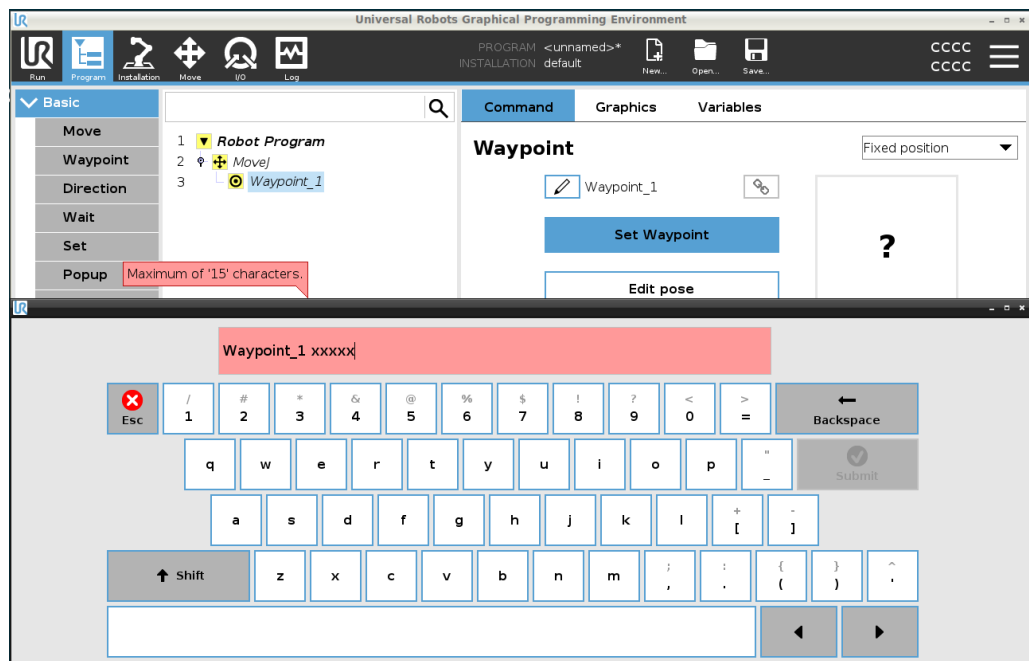 UR Universal Robots Graphical Programming Environment
UR
Run Program Installation Move I/O Log
PROGRAM <unnamed>*
INSTALLATION default
New... Open... Save...
CCCC
CCCC
Basic
Move
Waypoint
Direction
Wait
Set
Popup
1 Robot Program
2 MoveJ
3 Waypoint_1
Command Graphics Variables
Waypoint
Fixed position
Waypoint_1
Set Waypoint
Edit pose
?
Maximum of '15' characters.
UR
Waypoint_1 xxxxx
Esc
/ # * & @ % $ ! ? < >
1 2 3 4 5 6 7 8 9 0 =
Backspace
q w e r t y u i o p " _
Submit
a s d f g h j k l + [ - ]
Shift
z x c v b n m ; , : . { ( } ) ^ '